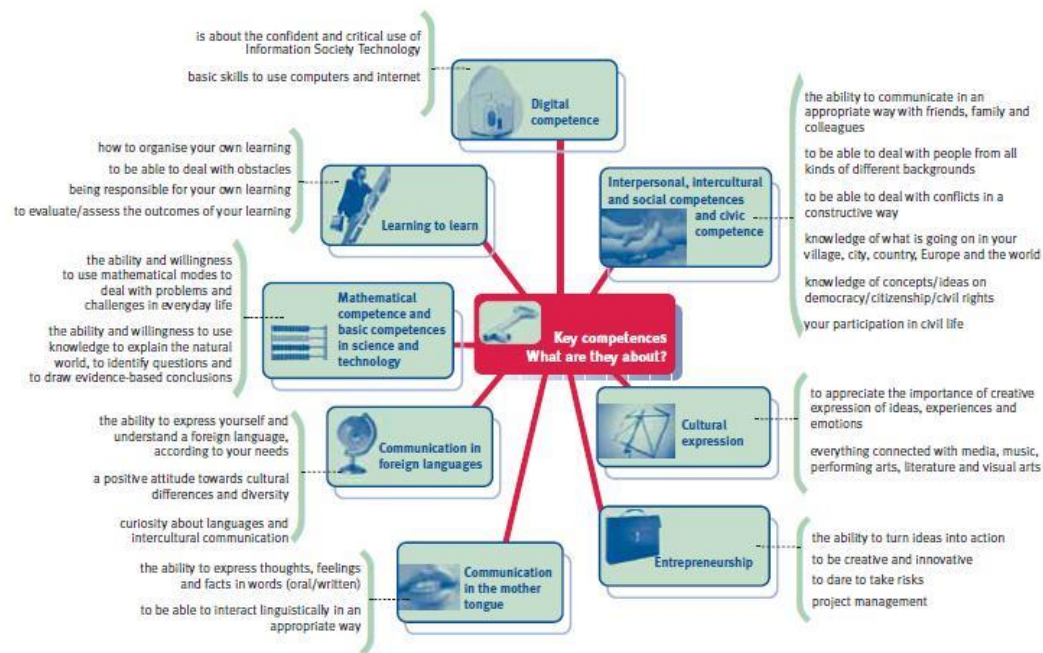 is about the confident and critical use of
Information Society Technology
basic skills to use computers and internet
Digital
competence
how to organise your own learning
to be able to deal with obstacles
being responsible for your own learning
to evaluate/assess the outcomes of your learning
Learning to learn
the ability to communicate in an
appropriate way with friends, family and
colleagues
to be able to deal with people from all
kinds of different backgrounds
to be able to deal with conflicts in a
constructive way
knowledge of what is going on in your
village, city, country, Europe and the world
knowledge of concepts/ideas on
democracy/citizenship/civil rights
your participation in civil life
Interpersonal, intercultural
and social competences
and civic
competence
the ability and willingness
to use mathematical modes to
deal with problems and
challenges in everyday life
the ability and willingness to use
knowledge to explain the natural
world, to identify questions and
to draw evidence-based conclusions
Mathematical
competence and
basic competences
in science and
technology
Key competences
What are they about?
the ability to express yourself and
understand a foreign language,
according to your needs
a positive attitude towards cultural
differences and diversity
curiosity about languages and
intercultural communication
Communication in
foreign languages
Cultural
expression
to appreciate the importance of creative
expression of ideas, experiences and
emotions
everything connected with media, music,
performing arts, literature and visual arts
the ability to express thoughts, feelings
and facts in words (oral/written)
to be able to interact linguistically in an
appropriate way
Communication
in the mother
tongue
Entrepreneurship
the ability to turn ideas into action
to be creative and innovative
to dare to take risks
project management